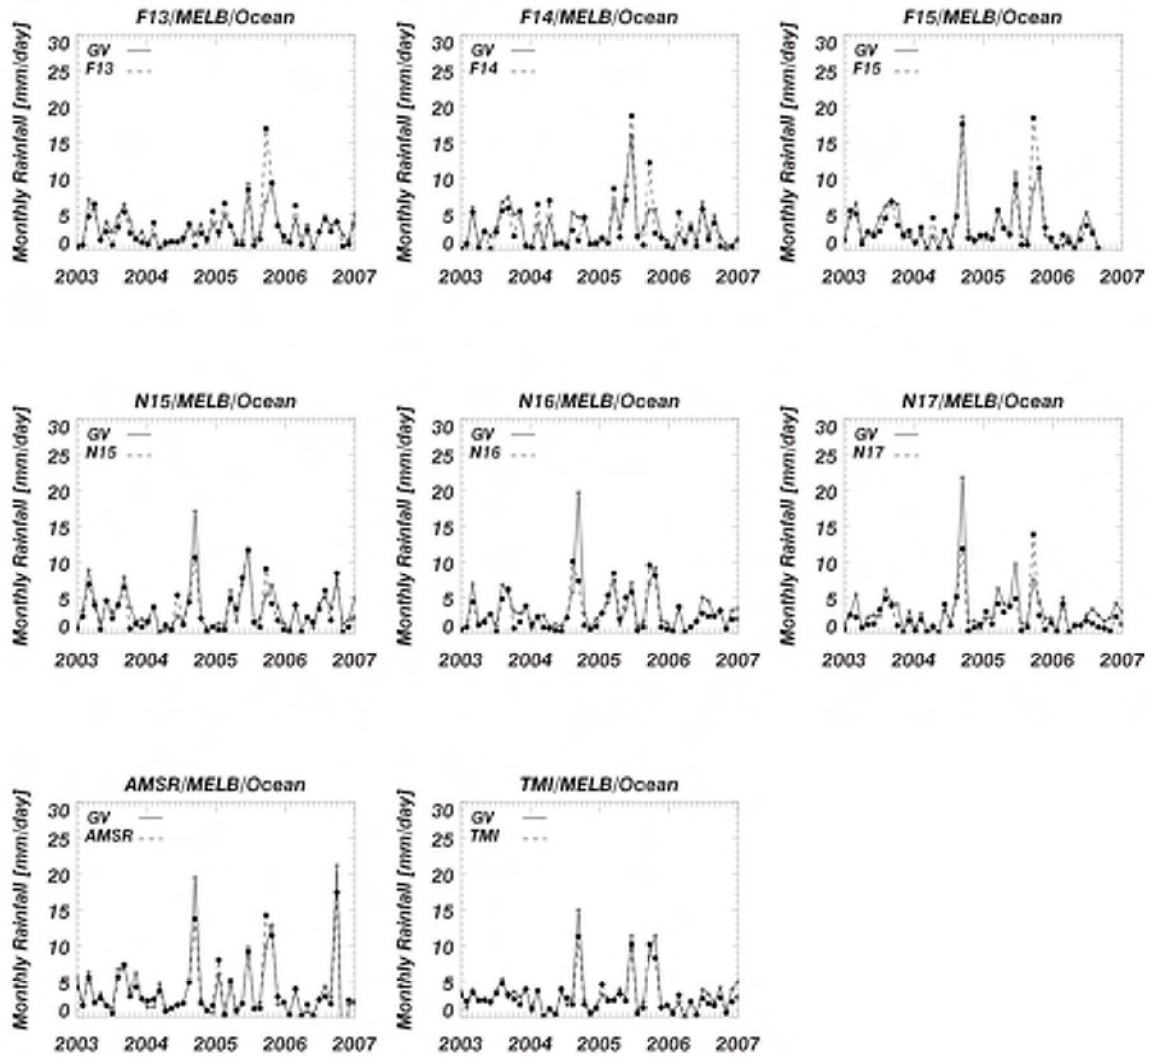 F13/MELB/Ocean
Monthly Rainfall [mm/day]
30
25
20
15
10
5
0
GV
F13
2003 2004 2005 2006 2007
F14/MELB/Ocean
Monthly Rainfall [mm/day]
30
25
20
15
10
5
0
GV
F14
2003 2004 2005 2006 2007
F15/MELB/Ocean
Monthly Rainfall [mm/day]
30
25
20
15
10
5
0
GV
F15
2003 2004 2005 2006 2007
N15/MELB/Ocean
Monthly Rainfall [mm/day]
30
25
20
15
10
5
0
GV
N15
2003 2004 2005 2006 2007
N16/MELB/Ocean
Monthly Rainfall [mm/day]
30
25
20
15
10
5
0
GV
N16
2003 2004 2005 2006 2007
N17/MELB/Ocean
Monthly Rainfall [mm/day]
30
25
20
15
10
5
0
GV
N17
2003 2004 2005 2006 2007
AMSR/MELB/Ocean
Monthly Rainfall [mm/day]
30
25
20
15
10
5
0
GV
AMSR
2003 2004 2005 2006 2007
TMI/MELB/Ocean
Monthly Rainfall [mm/day]
30
25
20
15
10
5
0
GV
TMI
2003 2004 2005 2006 2007